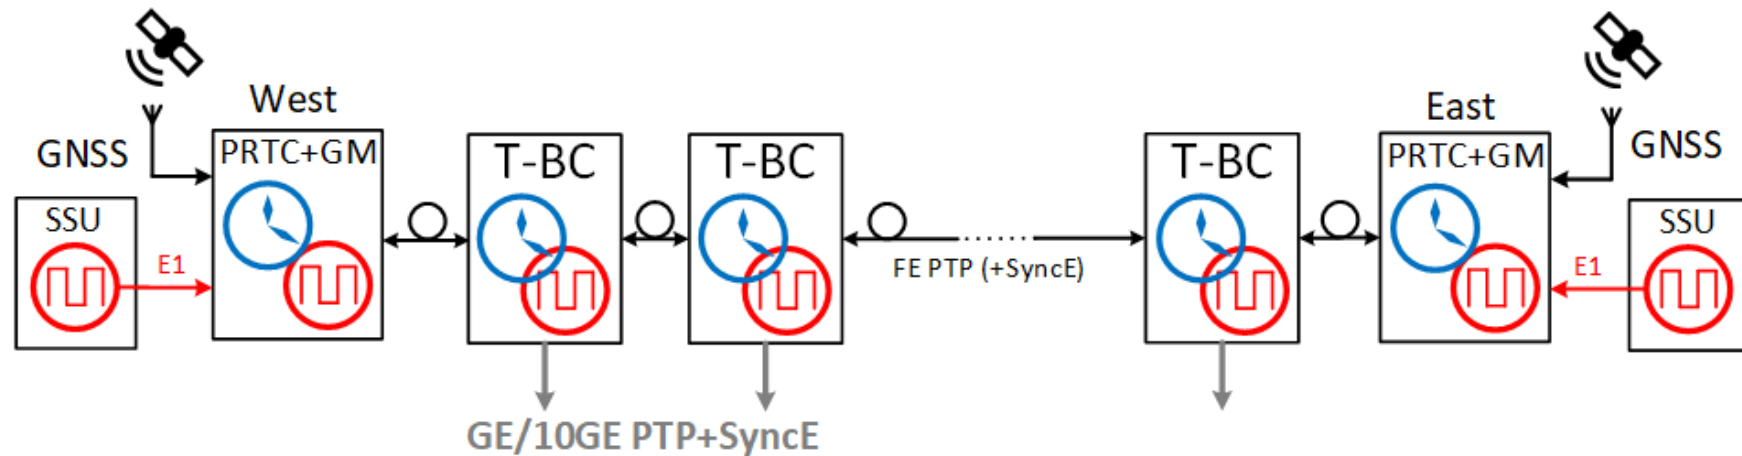 West
East
GNSS
PRTC+GM
T-BC
T-BC
T-BC
PRTC+GM
GNSS
SSU
SSU
E1
FE PTP (+SyncE)
E1
GE/10GE PTP+SyncE